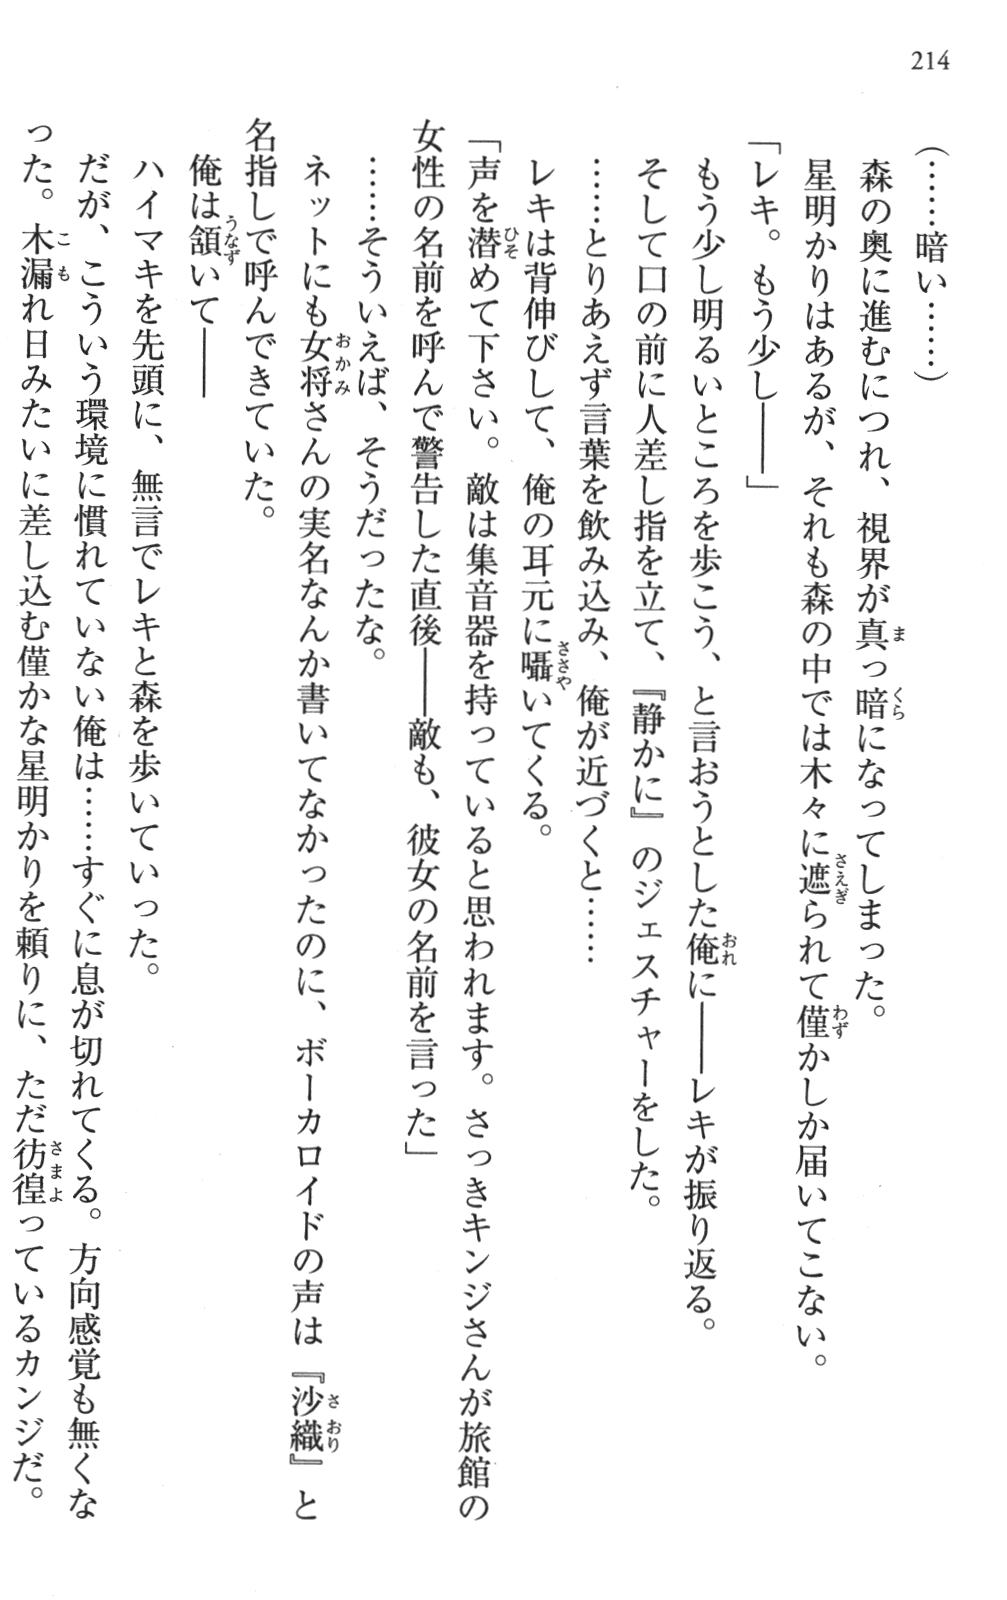 214
(……暗い……)
森の奥に進むにつれ、視界が真っ暗になってしまった。
星明かりはあるが、それも森の中では木々に遮られて僅かしか届いてこない。
「レキ。もう少し――」
もう少し明るいところを歩こう、と言おうとした俺に――レキが振り返る。
そして口の前に人差し指を立て、『静かに』のジェスチャーをした。
……とりあえず言葉を飲み込み、俺が近づくと……
レキは背伸びして、俺の耳元に囁いてくる。
「声を潜めて下さい。敵は集音器を持っていると思われます。さっきキンジさんが旅館の
女性の名前を呼んで警告した直後――敵も、彼女の名前を言った」
……そういえば、そうだったな。
ネットにも女将さんの実名なんか書いてなかったのに、ボーカロイドの声は『沙織』と
名指しで呼んできていた。
俺は頷いて――
ハイマキを先頭に、無言でレキと森を歩いていった。
だが、こういう環境に慣れていない俺は……すぐに息が切れてくる。方向感覚も無くな
った。木漏れ日みたいに差し込む僅かな星明かりを頼りに、ただ彷徨っているカンジだ。